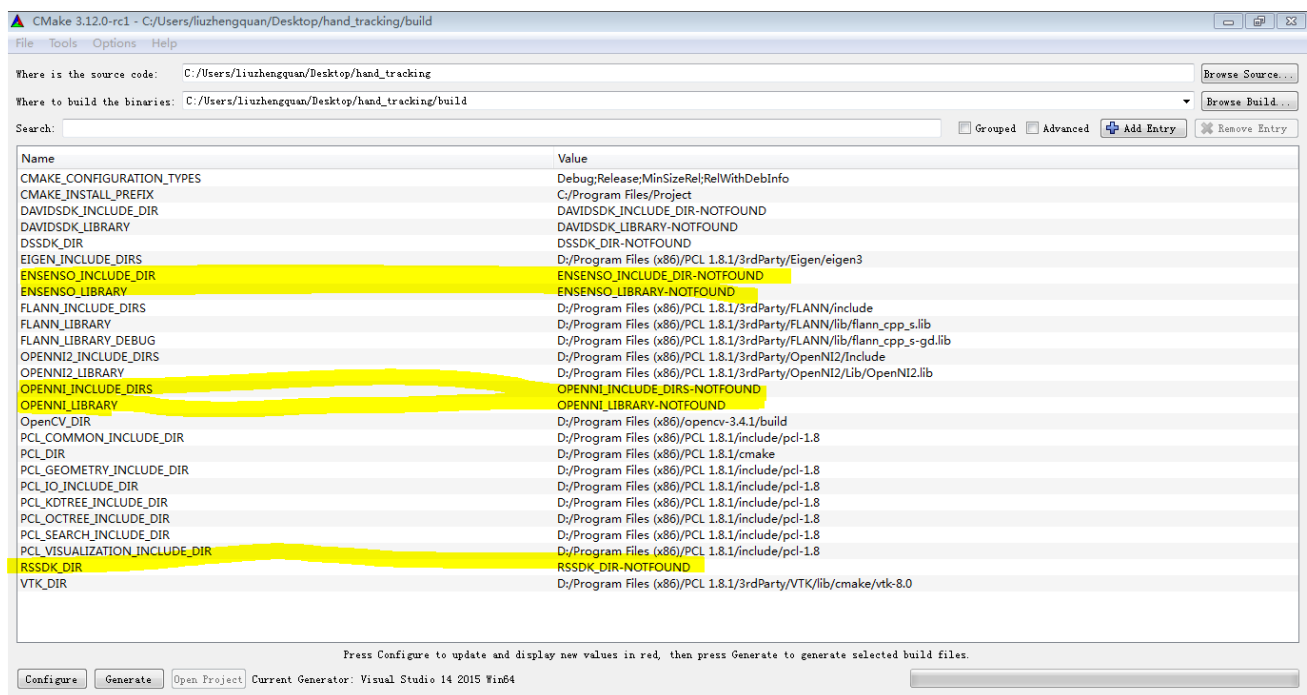 CMake 3.12.0-rc1 - C:/Users/liuzhengquan/Desktop/hand_tracking/build
File Tools Options Help
Where is the source code: C:/Users/liuzhengquan/Desktop/hand_tracking Browse Source...
Where to build the binaries: C:/Users/liuzhengquan/Desktop/hand_tracking/build Browse Build...
Search: Grouped Advanced Add Entry Remove Entry
Name Value
CMAKE_CONFIGURATION_TYPES Debug;Release;MinSizeRel;RelWithDebInfo
CMAKE_INSTALL_PREFIX C:/Program Files/Project
DAVIDSDK_INCLUDE_DIR DAVIDSDK_INCLUDE_DIR-NOTFOUND
DAVIDSDK_LIBRARY DAVIDSDK_LIBRARY-NOTFOUND
DSSDK_DIR DSSDK_DIR-NOTFOUND
EIGEN_INCLUDE_DIRS D:/Program Files (x86)/PCL 1.8.1/3rdParty/Eigen/eigen3
ENSENSO_INCLUDE_DIR ENSENSO_INCLUDE_DIR-NOTFOUND
ENSENSO_LIBRARY ENSENSO_LIBRARY-NOTFOUND
FLANN_INCLUDE_DIRS D:/Program Files (x86)/PCL 1.8.1/3rdParty/FLANN/include
FLANN_LIBRARY D:/Program Files (x86)/PCL 1.8.1/3rdParty/FLANN/lib/flann_cpp_s.lib
FLANN_LIBRARY_DEBUG D:/Program Files (x86)/PCL 1.8.1/3rdParty/FLANN/lib/flann_cpp_s-gd.lib
OPENNI2_INCLUDE_DIRS D:/Program Files (x86)/PCL 1.8.1/3rdParty/OpenNI2/Include
OPENNI2_LIBRARY D:/Program Files (x86)/PCL 1.8.1/3rdParty/OpenNI2/Lib/OpenNI2.lib
OPENNI_INCLUDE_DIRS OPENNI_INCLUDE_DIRS-NOTFOUND
OPENNI_LIBRARY OPENNI_LIBRARY-NOTFOUND
OpenCV_DIR D:/Program Files (x86)/opencv-3.4.1/build
PCL_COMMON_INCLUDE_DIR D:/Program Files (x86)/PCL 1.8.1/include/pcl-1.8
PCL_DIR D:/Program Files (x86)/PCL 1.8.1/cmake
PCL_GEOMETRY_INCLUDE_DIR D:/Program Files (x86)/PCL 1.8.1/include/pcl-1.8
PCL_IO_INCLUDE_DIR D:/Program Files (x86)/PCL 1.8.1/include/pcl-1.8
PCL_KDTREE_INCLUDE_DIR D:/Program Files (x86)/PCL 1.8.1/include/pcl-1.8
PCL_OCTREE_INCLUDE_DIR D:/Program Files (x86)/PCL 1.8.1/include/pcl-1.8
PCL_SEARCH_INCLUDE_DIR D:/Program Files (x86)/PCL 1.8.1/include/pcl-1.8
PCL_VISUALIZATION_INCLUDE_DIR D:/Program Files (x86)/PCL 1.8.1/include/pcl-1.8
RSSDK_DIR RSSDK_DIR-NOTFOUND
VTK_DIR D:/Program Files (x86)/PCL 1.8.1/3rdParty/VTK/lib/cmake/vtk-8.0
Press Configure to update and display new values in red, then press Generate to generate selected build files.
Configure Generate Open Project Current Generator: Visual Studio 14 2015 Win64